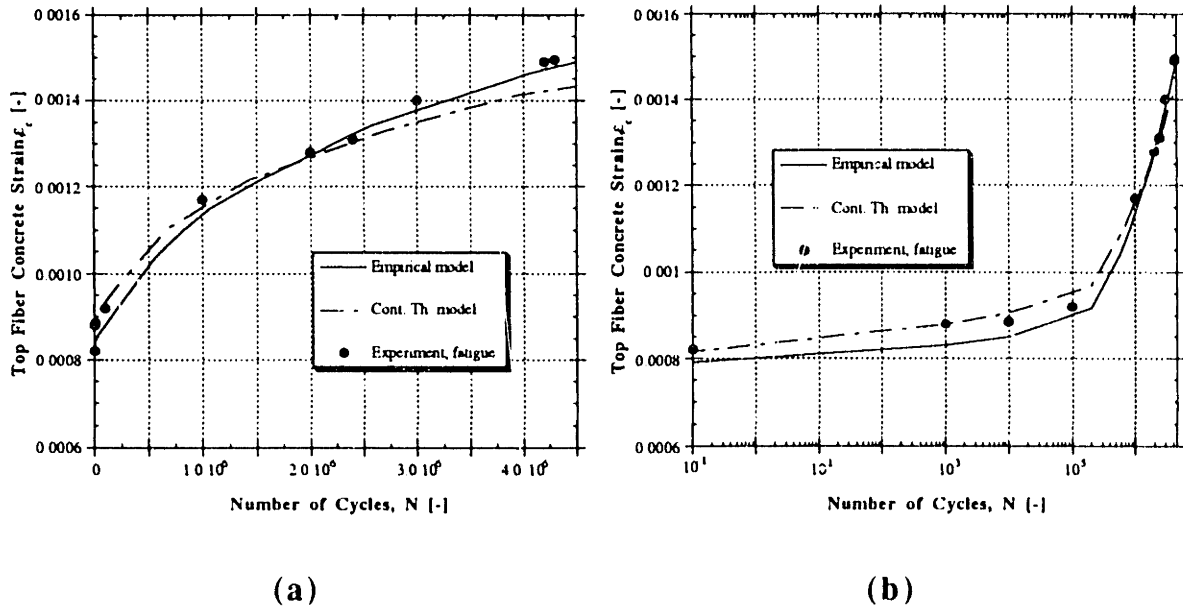 0 0016
0 0014
0 0012
0 0010
0 0008
0 0006
Top Fiber Concrete Strain ε_c [-]
Empirical model
Cont. Th model
Experiment, fatigue
0
1 0 10⁶
2 0 10⁶
3 0 10⁶
4 0 10⁶
Number of Cycles, N [-]
(a)
0 0016
0 0014
0 0012
0 001
0 0008
0 0006
Top Fiber Concrete Strain ε_c [-]
Empirical model
Cont. Th model
Experiment, fatigue
10³
10⁵
Number of Cycles, N [-]
(b)